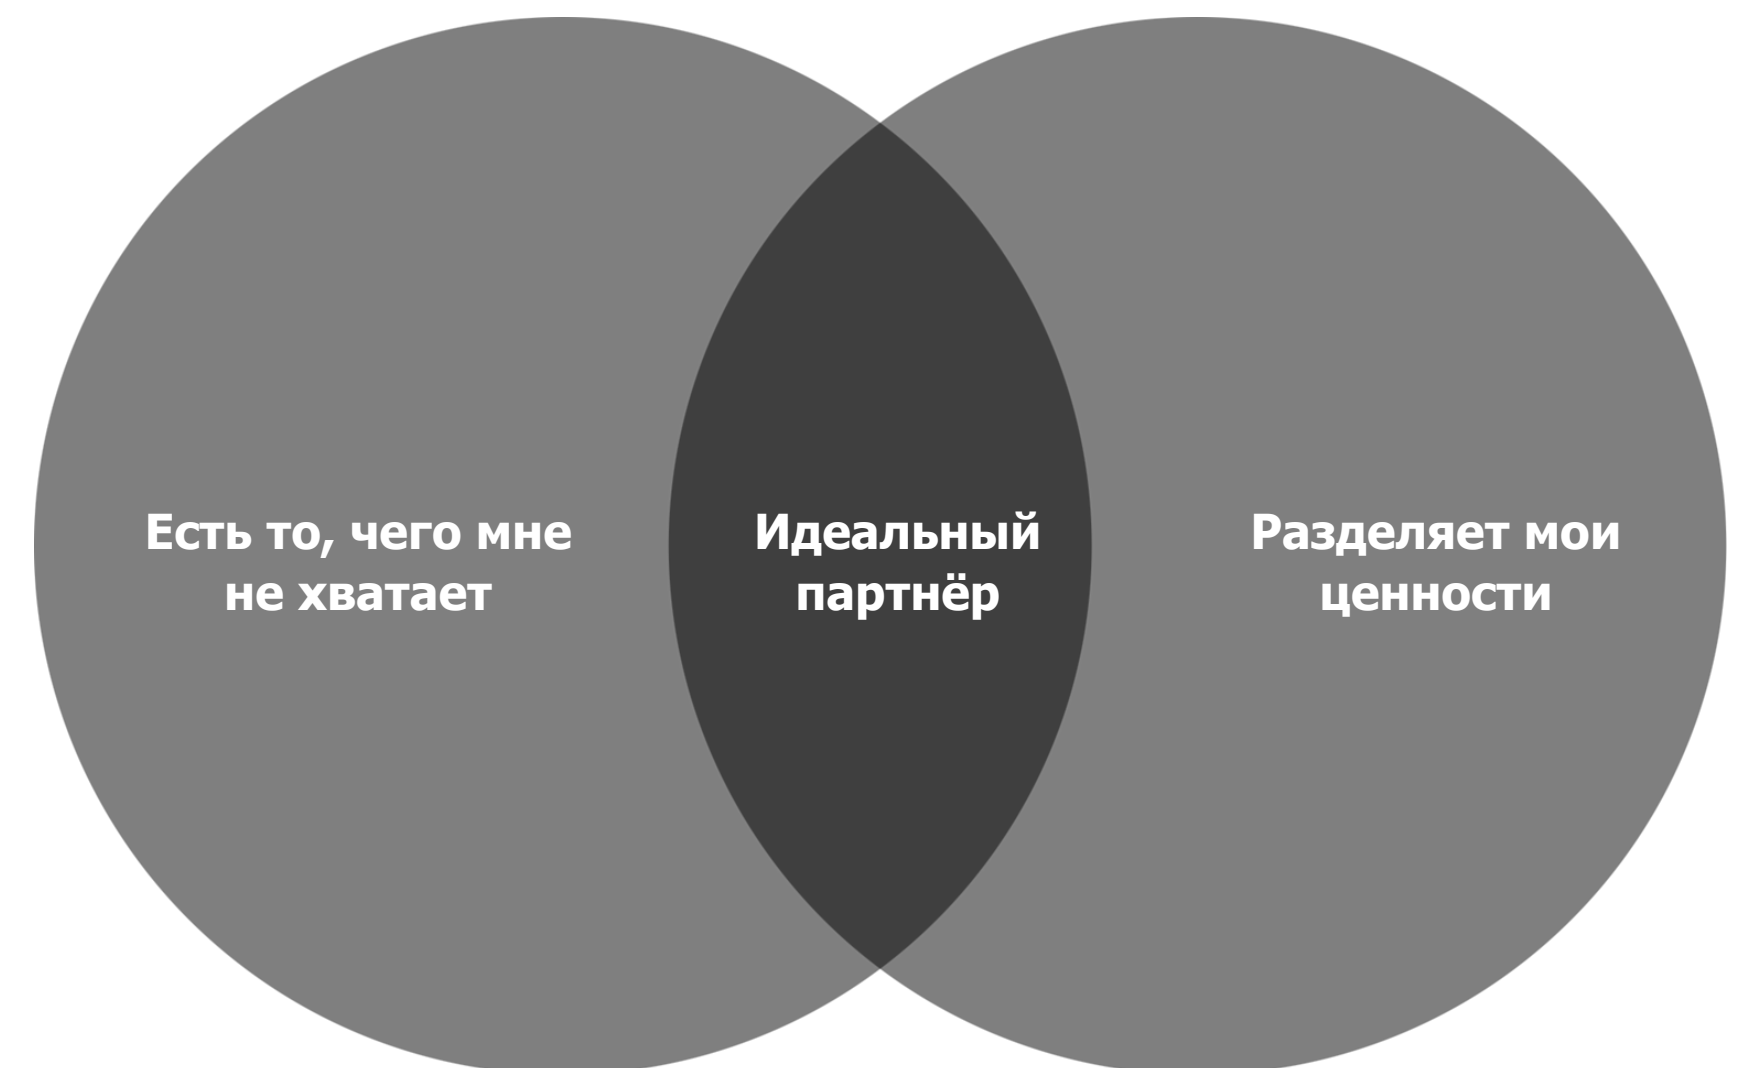 Есть то, чего мне
не хватает
Идеальный
партнёр
Разделяет мои
ценности